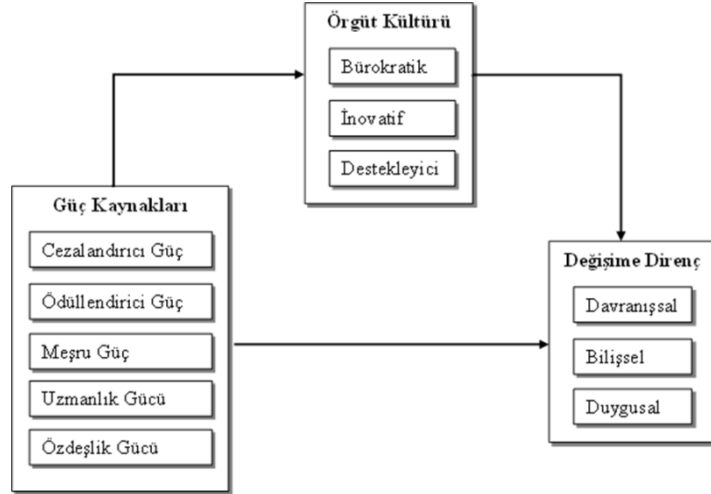 Örgüt Kültürü
Bürokratik
İnovatif
Destekleyici
Güç Kaynakları
Cezalandırıcı Güç
Ödüllendirici Güç
Meşru Güç
Uzmanlık Gücü
Özdeşlik Gücü
Değişime Direnç
Davranışsal
Bilişsel
Duygusal